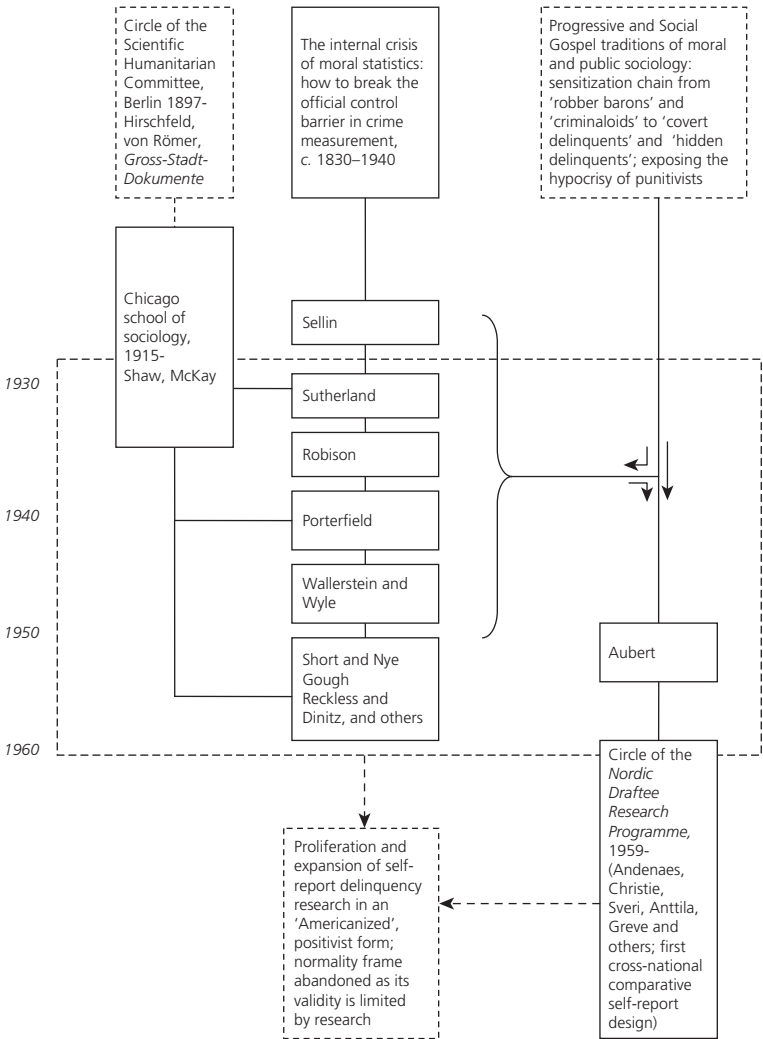 Circle of the
Scientific
Humanitarian
Committee,
Berlin 1897-
Hirschfeld,
von Römer,
Gross-Stadt-
Dokumente
The internal crisis
of moral statistics:
how to break the
official control
barrier in crime
measurement,
c. 1830–1940
Progressive and Social
Gospel traditions of moral
and public sociology:
sensitization chain from
‘robber barons’ and
‘criminaloids’ to ‘covert
delinquents’ and ‘hidden
delinquents’; exposing the
hypocrisy of punitivists
Chicago
school of
sociology,
1915-
Shaw, McKay
Sellin
1930
Sutherland
Robison
1940
Porterfield
Wallerstein and
Wyle
1950
Short and Nye
Gough
Reckless and
Dinitz, and others
Aubert
1960
Circle of the
Nordic
Draftee
Research
Programme,
1959-
(Andenaes,
Christie,
Sveri, Anttila,
Greve and
others; first
cross-national
comparative
self-report
design)
Proliferation and
expansion of self-
report delinquency
research in an
‘Americanized’,
positivist form;
normality frame
abandoned as its
validity is limited
by research